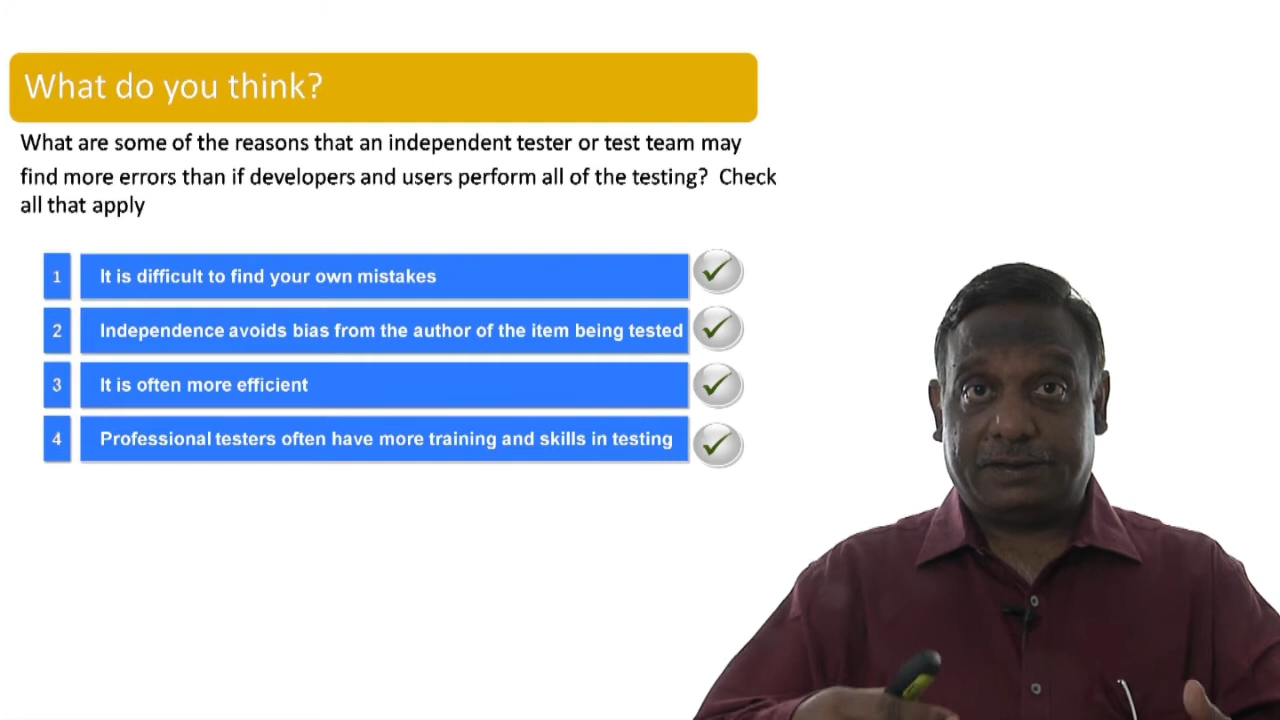 What do you think?
What are some of the reasons that an independent tester or test team may
find more errors than if developers and users perform all of the testing?  Check
all that apply
1 It is difficult to find your own mistakes
2 Independence avoids bias from the author of the item being tested
3 It is often more efficient
4 Professional testers often have more training and skills in testing